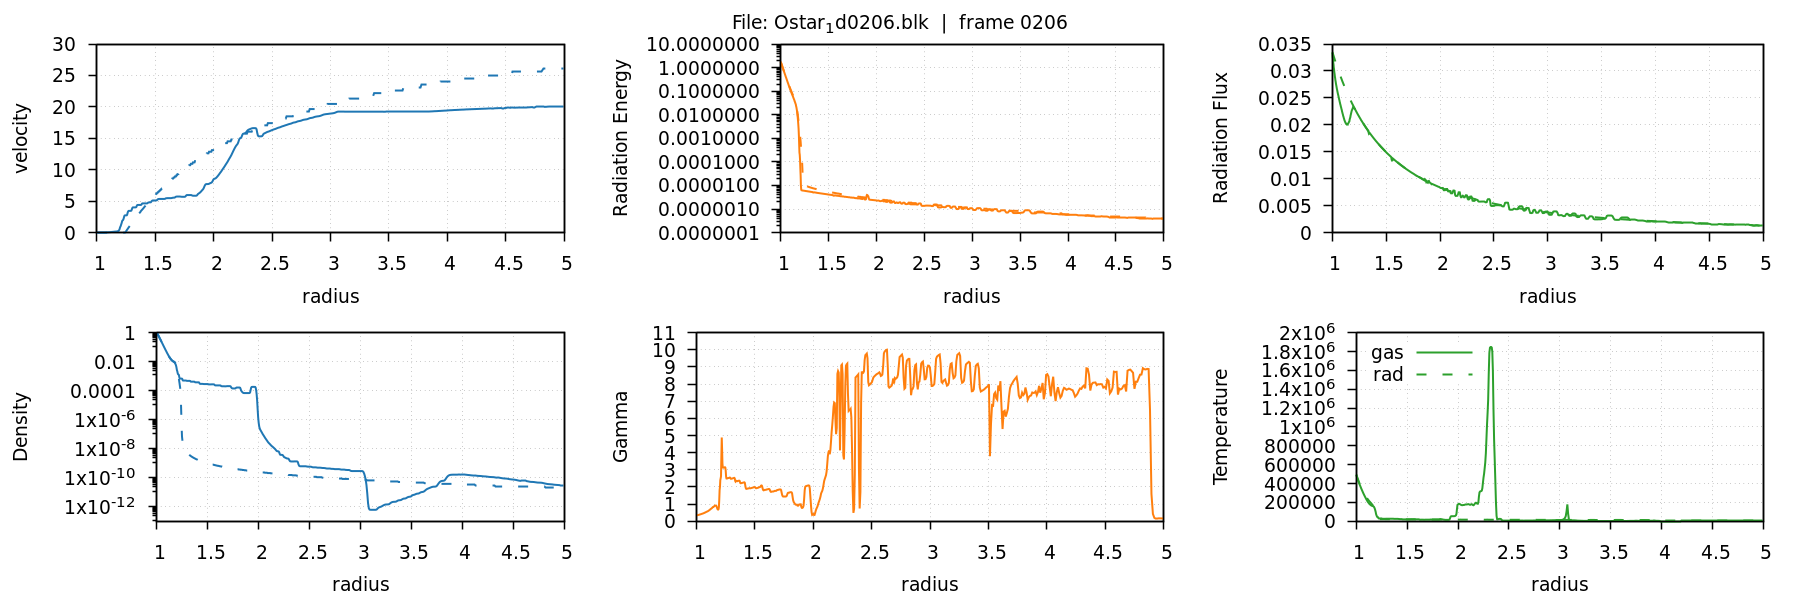 File: Ostar₁d0206.blk | frame 0206
velocity
30
25
20
15
10
5
0
1 1.5 2 2.5 3 3.5 4 4.5 5
radius
Radiation Energy
10.0000000
1.0000000
0.1000000
0.0100000
0.0010000
0.0001000
0.0000100
0.0000010
0.0000001
1 1.5 2 2.5 3 3.5 4 4.5 5
radius
Radiation Flux
0.035
0.03
0.025
0.02
0.015
0.01
0.005
0
1 1.5 2 2.5 3 3.5 4 4.5 5
radius
Density
1
0.01
0.0001
1x10⁻⁶
1x10⁻⁸
1x10⁻¹⁰
1x10⁻¹²
1 1.5 2 2.5 3 3.5 4 4.5 5
radius
Gamma
11
10
9
8
7
6
5
4
3
2
1
0
1 1.5 2 2.5 3 3.5 4 4.5 5
radius
Temperature
2x10⁶
1.8x10⁶
1.6x10⁶
1.4x10⁶
1.2x10⁶
1x10⁶
800000
600000
400000
200000
0
gas
rad
1 1.5 2 2.5 3 3.5 4 4.5 5
radius